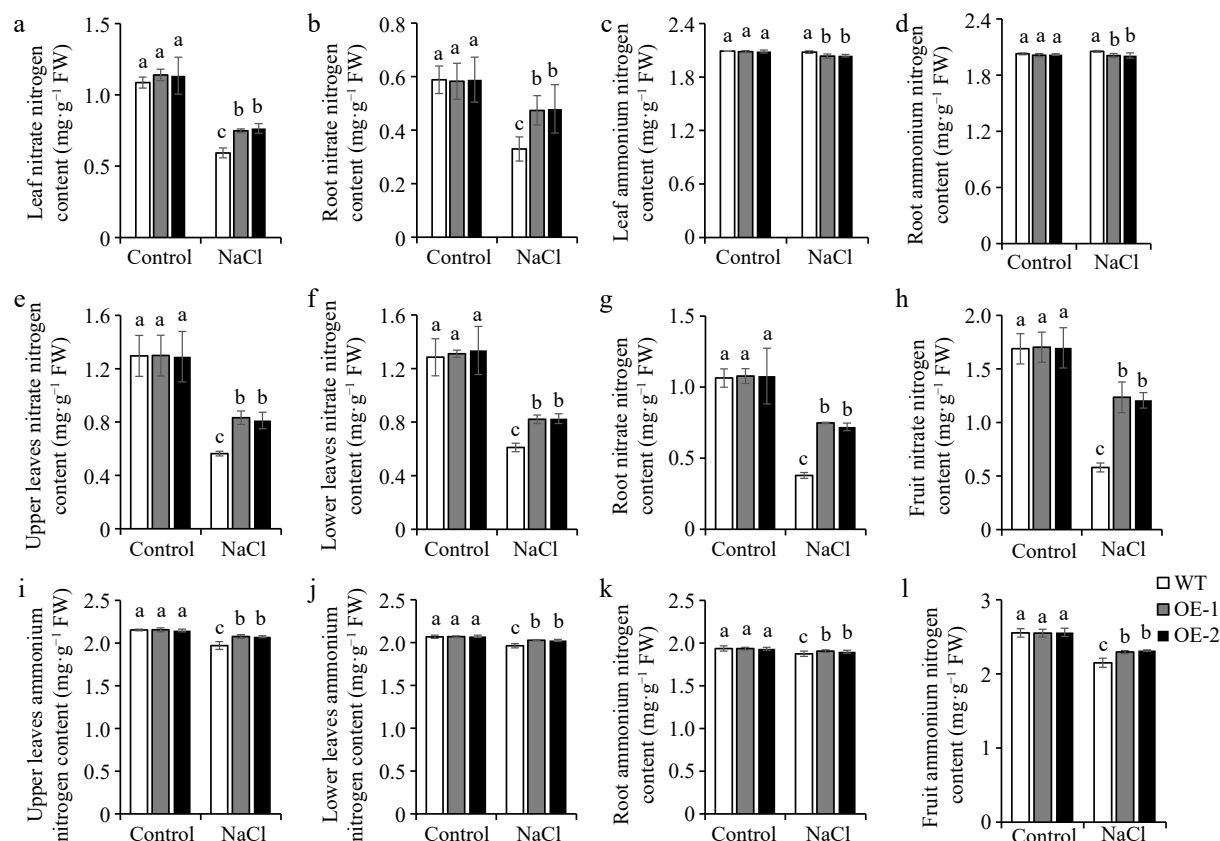 a
Leaf nitrate nitrogen
content (mg·g⁻¹ FW)
1.5
1.0
0.5
0
a a a
c b b
Control NaCl
b
Root nitrate nitrogen
content (mg·g⁻¹ FW)
0.8
0.6
0.4
0.2
0
a a a
c b b
Control NaCl
c
Leaf ammonium nitrogen
content (mg·g⁻¹ FW)
2.4
1.8
1.2
0.6
0
a a a
a b b
Control NaCl
d
Root ammonium nitrogen
content (mg·g⁻¹ FW)
2.4
1.8
1.2
0.6
0
a a a
a b b
Control NaCl
e
Upper leaves nitrate nitrogen
content (mg·g⁻¹ FW)
1.6
1.2
0.8
0.4
0
a a a
c b b
Control NaCl
f
Lower leaves nitrate nitrogen
content (mg·g⁻¹ FW)
1.6
1.2
0.8
0.4
0
a a a
c b b
Control NaCl
g
Root nitrate nitrogen
content (mg·g⁻¹ FW)
1.5
1.0
0.5
0
a a a
c b b
Control NaCl
h
Fruit nitrate nitrogen
content (mg·g⁻¹ FW)
2.0
1.5
1.0
0.5
0
a a a
c b b
Control NaCl
i
Upper leaves ammonium
nitrogen content (mg·g⁻¹ FW)
2.5
2.0
1.5
1.0
0.5
0
a a a
c b b
Control NaCl
j
Lower leaves ammonium
nitrogen content (mg·g⁻¹ FW)
2.5
2.0
1.5
1.0
0.5
0
a a a
c b b
Control NaCl
k
Root ammonium nitrogen
content (mg·g⁻¹ FW)
2.5
2.0
1.5
1.0
0.5
0
a a a
c b b
Control NaCl
l
Fruit ammonium nitrogen
content (mg·g⁻¹ FW)
3
2
1
0
a a a
c b b
Control NaCl
WT
OE-1
OE-2